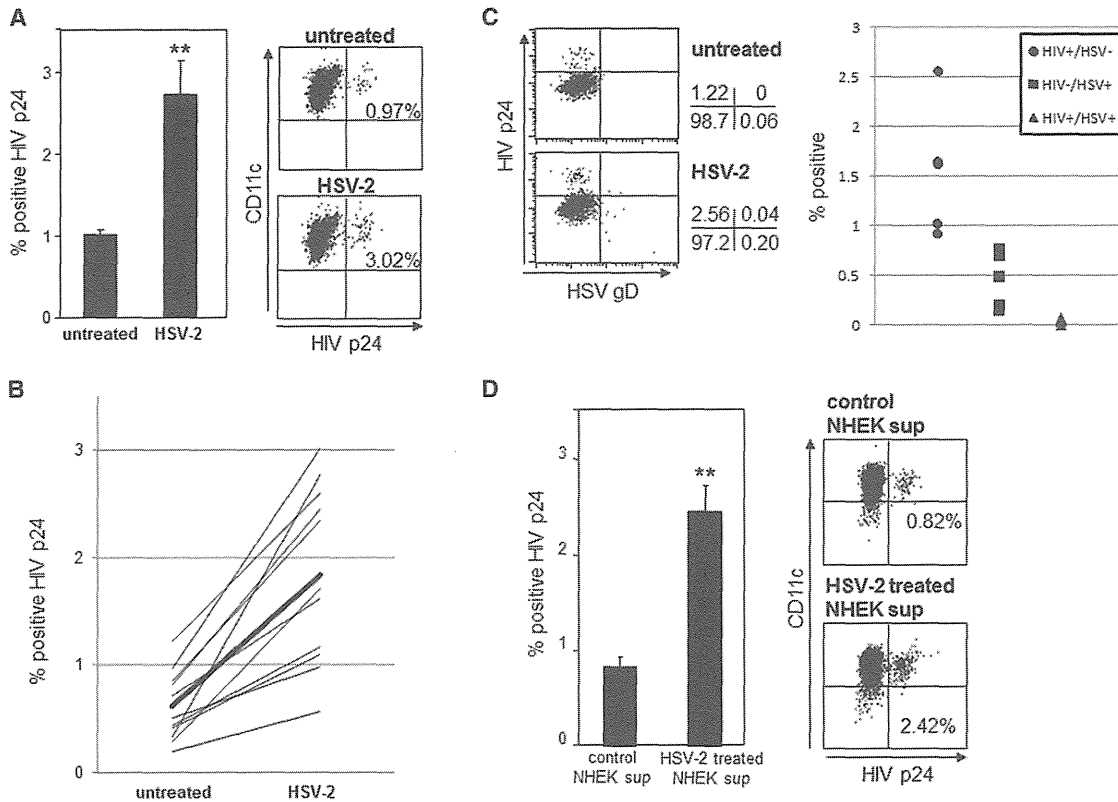 A
% positive HIV p24
3
2
1
0
**
untreated
HSV-2
untreated
0.97%
HSV-2
3.02%
CD11c
HIV p24
B
% positive HIV p24
3
2
1
0
untreated
HSV-2
C
HIV p24
untreated
1.22 0
98.7 0.06
HSV-2
2.56 0.04
97.2 0.20
HSV gD
% positive
3
2.5
2
1.5
1
0.5
0
HIV+/HSV-
HIV-/HSV+
HIV+/HSV+
D
% positive HIV p24
3
2
1
0
**
control
NHEK sup
HSV-2 treated
NHEK sup
control
NHEK sup
0.82%
HSV-2 treated
NHEK sup
2.42%
CD11c
HIV p24